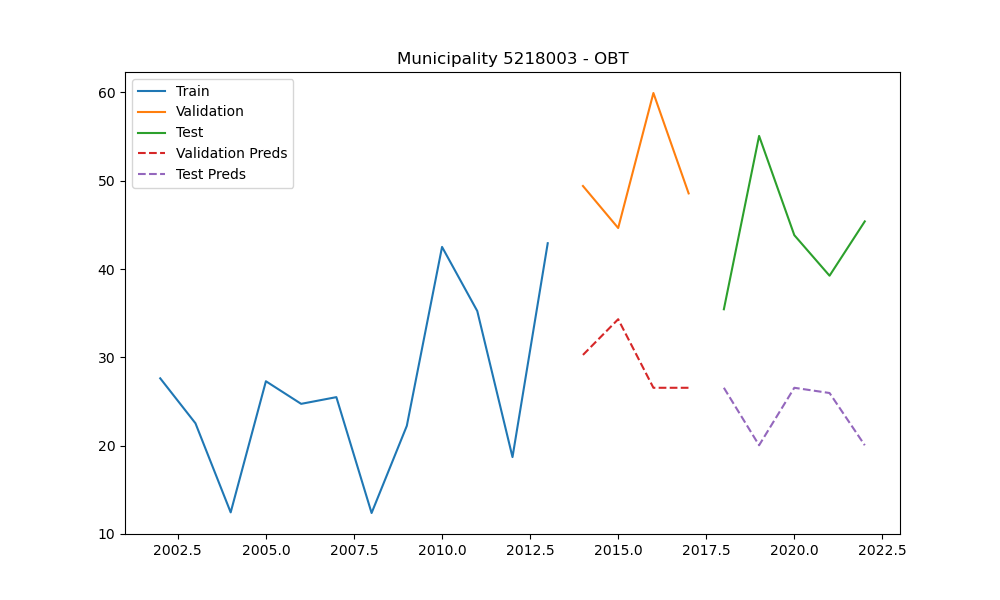 Municipality 5218003 - OBT
Train
Validation
Test
Validation Preds
Test Preds
60
50
40
30
20
10
2002.5 2005.0 2007.5 2010.0 2012.5 2015.0 2017.5 2020.0 2022.5